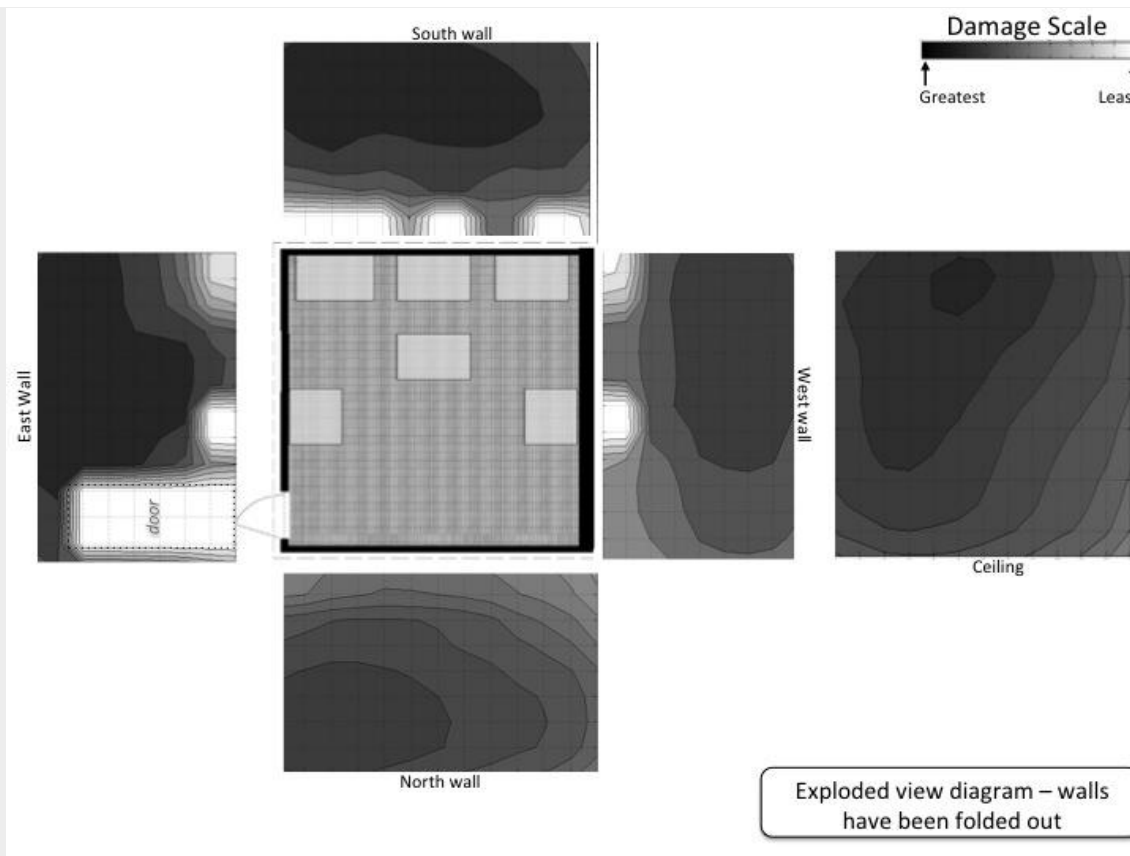 South wall
Damage Scale
Greatest
Leas
East Wall
door
West wall
Ceiling
North wall
Exploded view diagram – walls
have been folded out